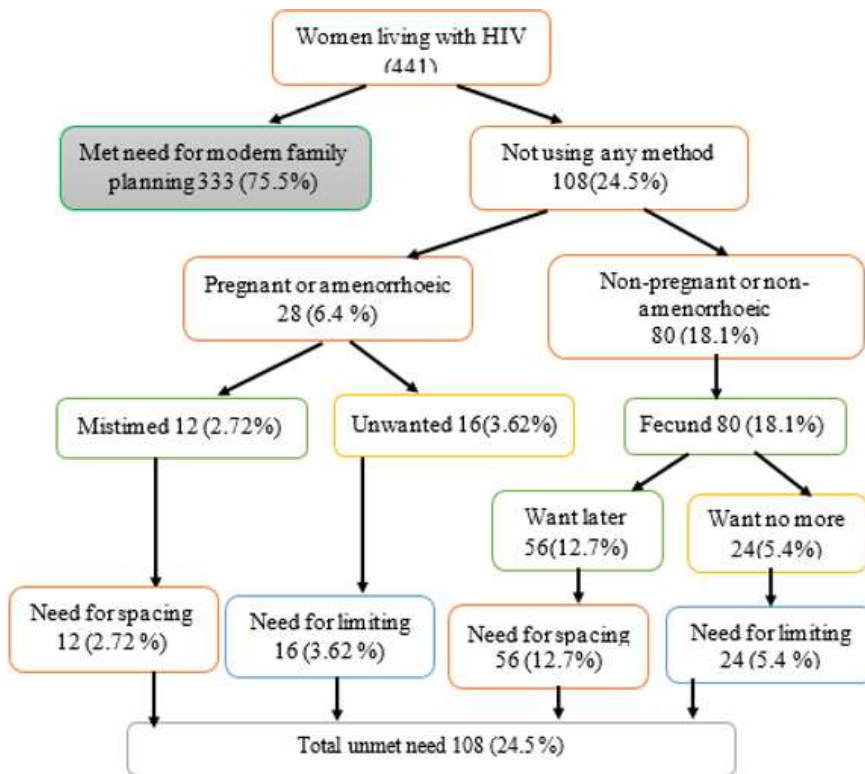 Women living with HIV
(441)
Met need for modern family
planning 333 (75.5%)
Not using any method
108(24.5%)
Pregnant or amenorrhoeic
28 (6.4 %)
Non-pregnant or non-
amenorrhoeic
80 (18.1%)
Mistimed 12 (2.72%)
Unwanted 16(3.62%)
Fecund 80 (18.1%)
Want later
56(12.7%)
Want no more
24(5.4%)
Need for spacing
12 (2.72 %)
Need for limiting
16 (3.62 %)
Need for spacing
56 (12.7%)
Need for limiting
24 (5.4 %)
Total unmet need 108 (24.5 %)